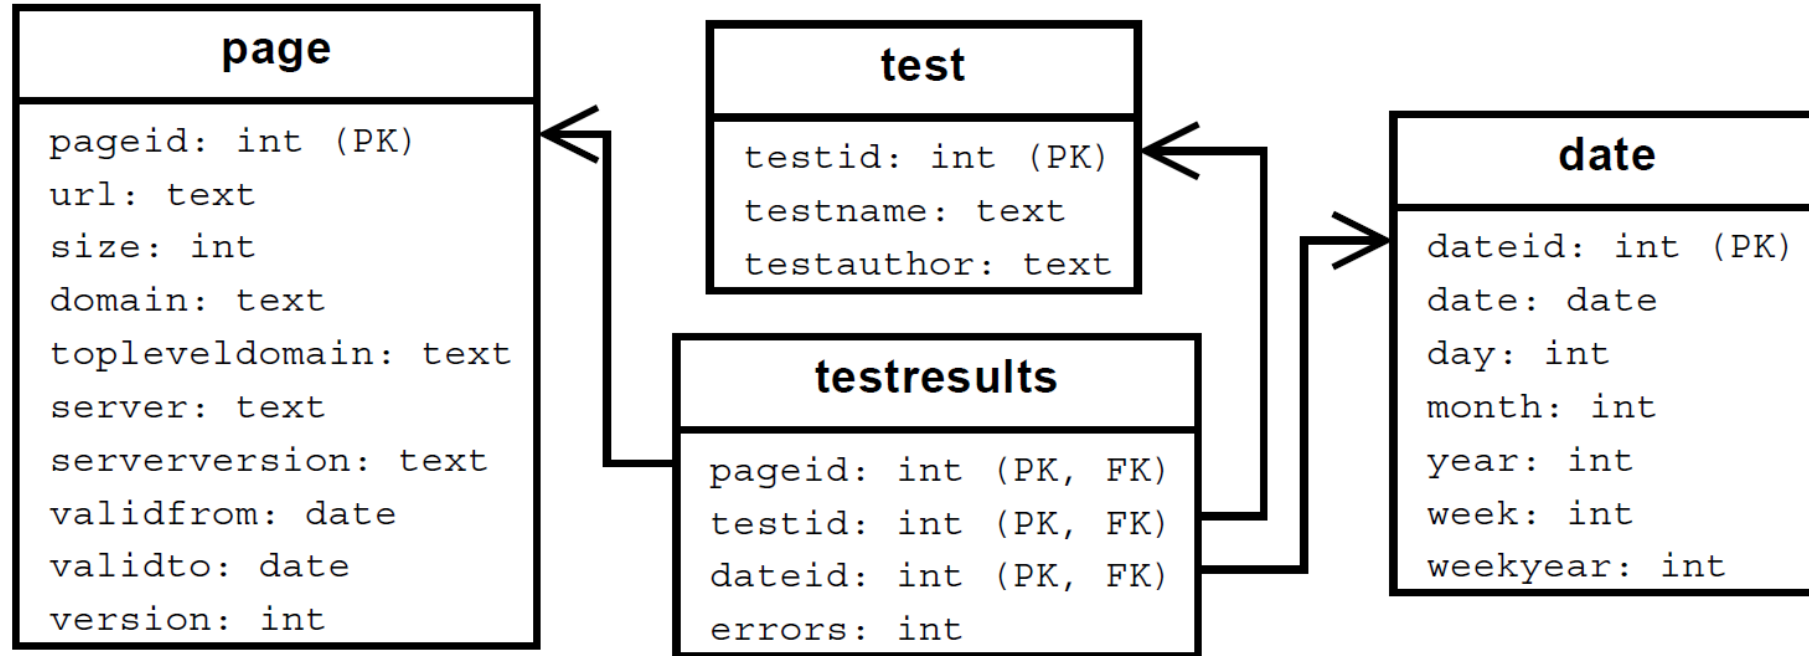 page
pageid: int (PK)
url: text
size: int
domain: text
topleveldomain: text
server: text
serverversion: text
validfrom: date
validto: date
version: int
test
testid: int (PK)
testname: text
testauthor: text
testresults
pageid: int (PK, FK)
testid: int (PK, FK)
dateid: int (PK, FK)
errors: int
date
dateid: int (PK)
date: date
day: int
month: int
year: int
week: int
weekyear: int